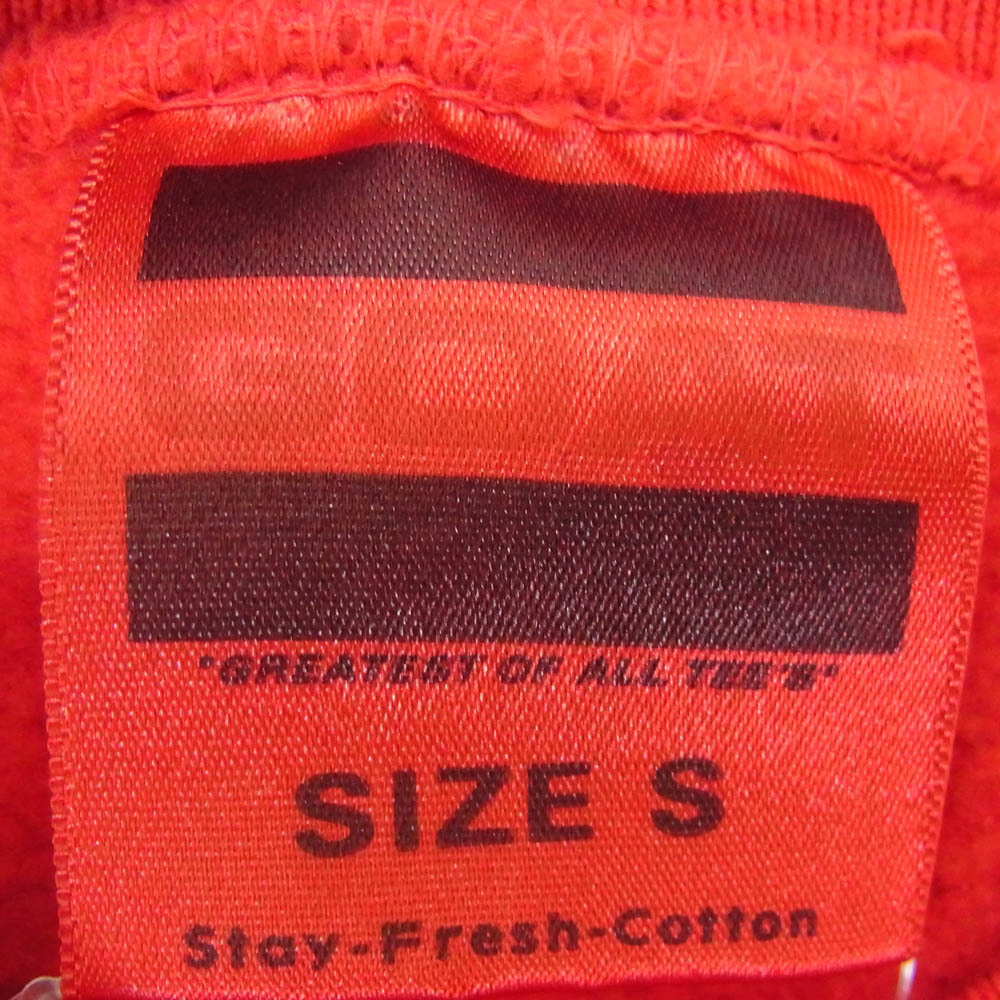 "GREATEST OF ALL TEE'S"
SIZE S
Stay-Fresh-Cotton